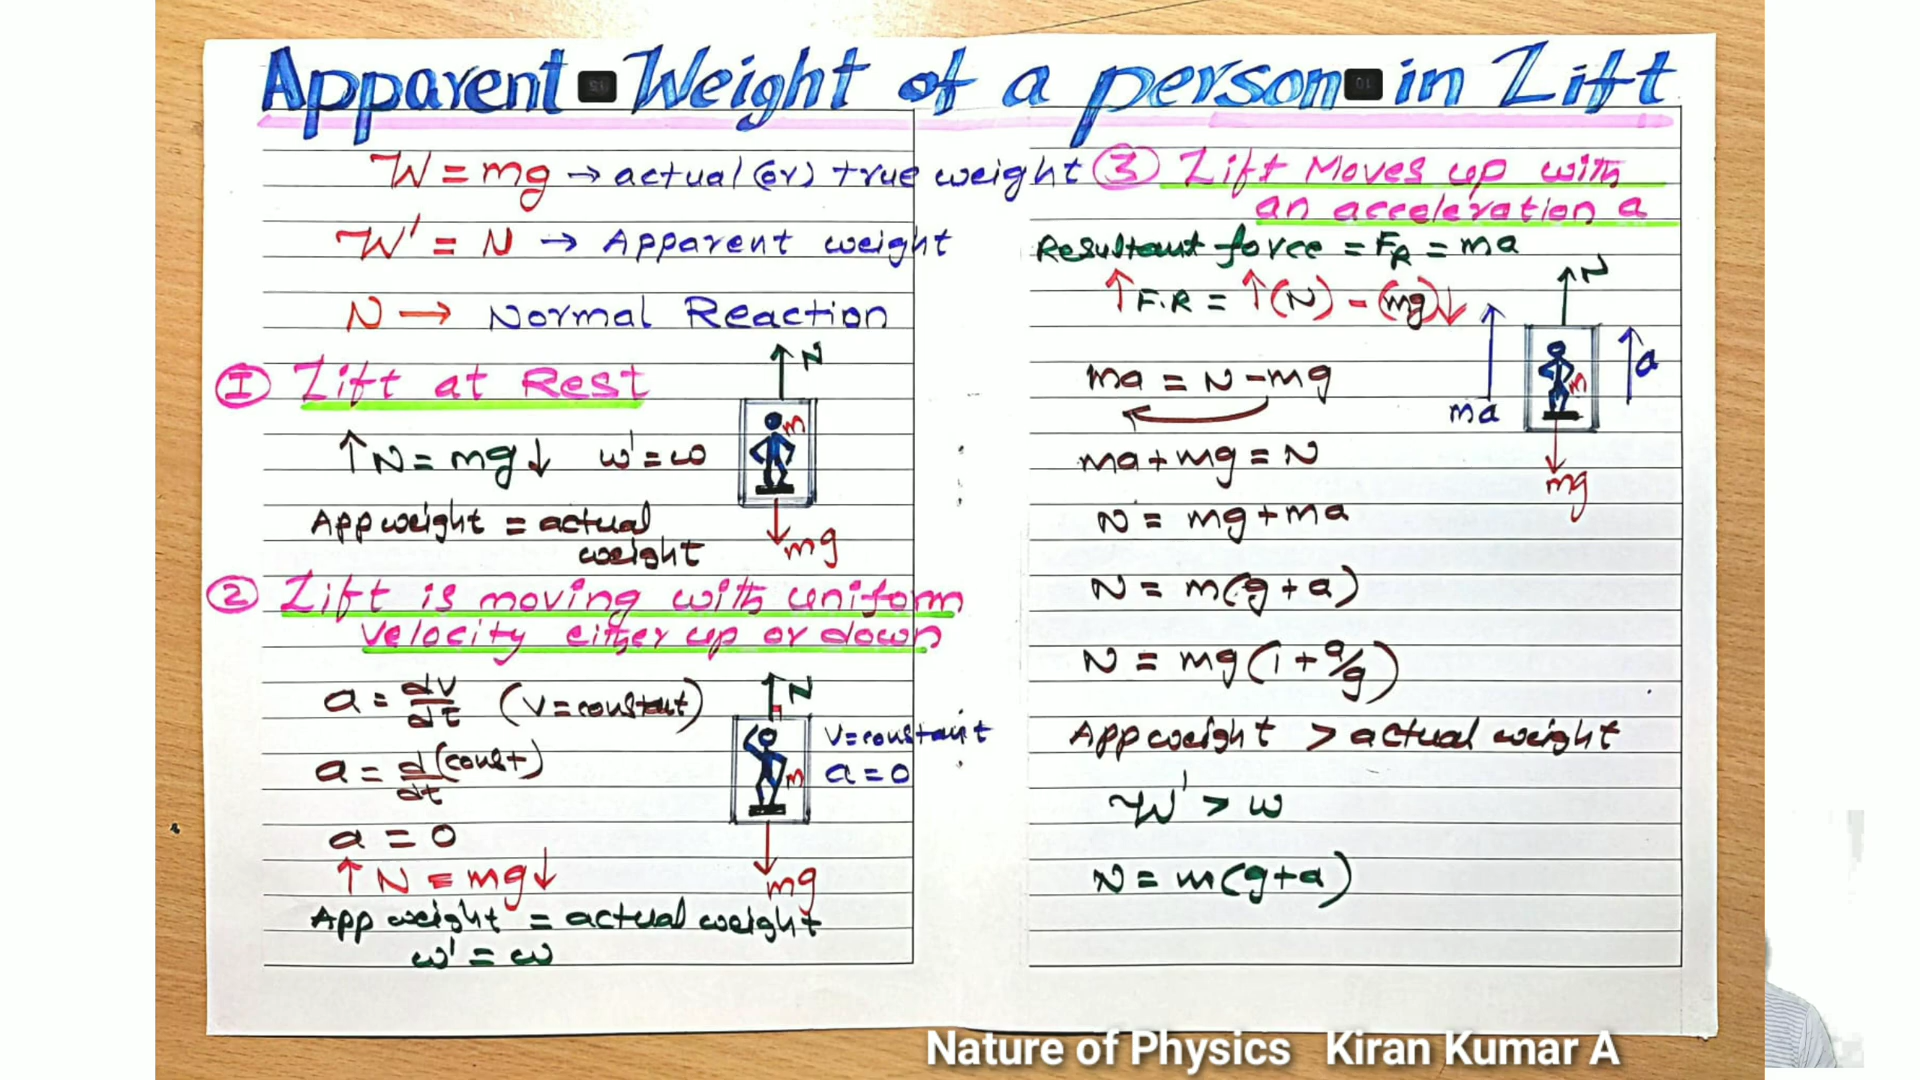 Apparent Weight of a person in Lift
W = mg → actual (or) true weight
W' = N → Apparent weight
N → Normal Reaction
① Lift at Rest
↑N = mg↓ w' = w
App weight = actual
weight
N
m
mg
② Lift is moving with uniform
velocity either up or down
a = dv/dt (v = constant)
a = d(const)/dt
a = 0
↑N = mg↓
App weight = actual weight
w' = w
N
v = constant
a = 0
m
mg
③ Lift Moves up with
an acceleration a
Resultant force = FR = ma
↑F.R = ↑(N) - (mg)↓
ma = N - mg
ma + mg = N
N = mg + ma
N = m(g + a)
N = mg(1 + a/g)
App weight > actual weight
W' > w
N = m(g+a)
N
a
m
ma
mg
Nature of Physics Kiran Kumar A